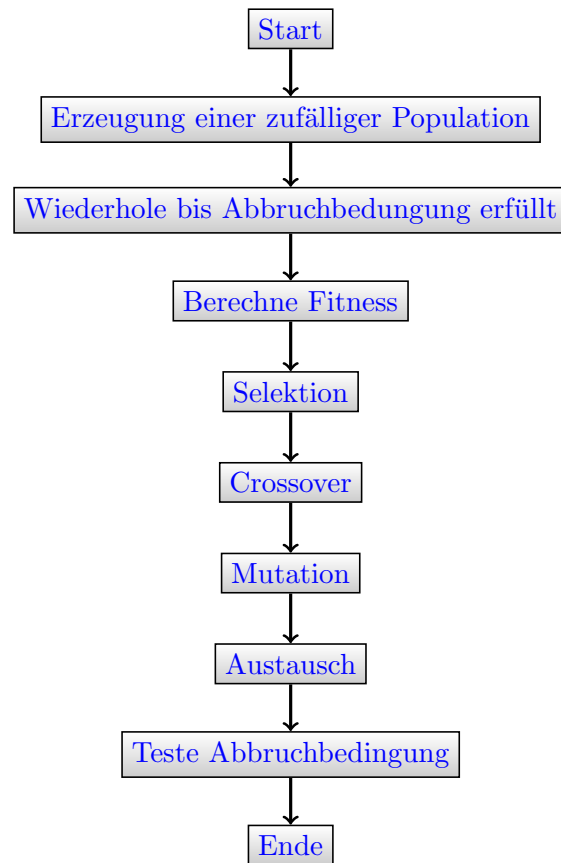 Start
Erzeugung einer zufälliger Population
Wiederhole bis Abbruchbedungung erfüllt
Berechne Fitness
Selektion
Crossover
Mutation
Austausch
Teste Abbruchbedingung
Ende